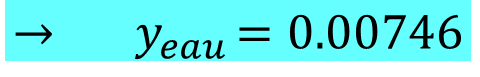 → y_eau = 0.00746